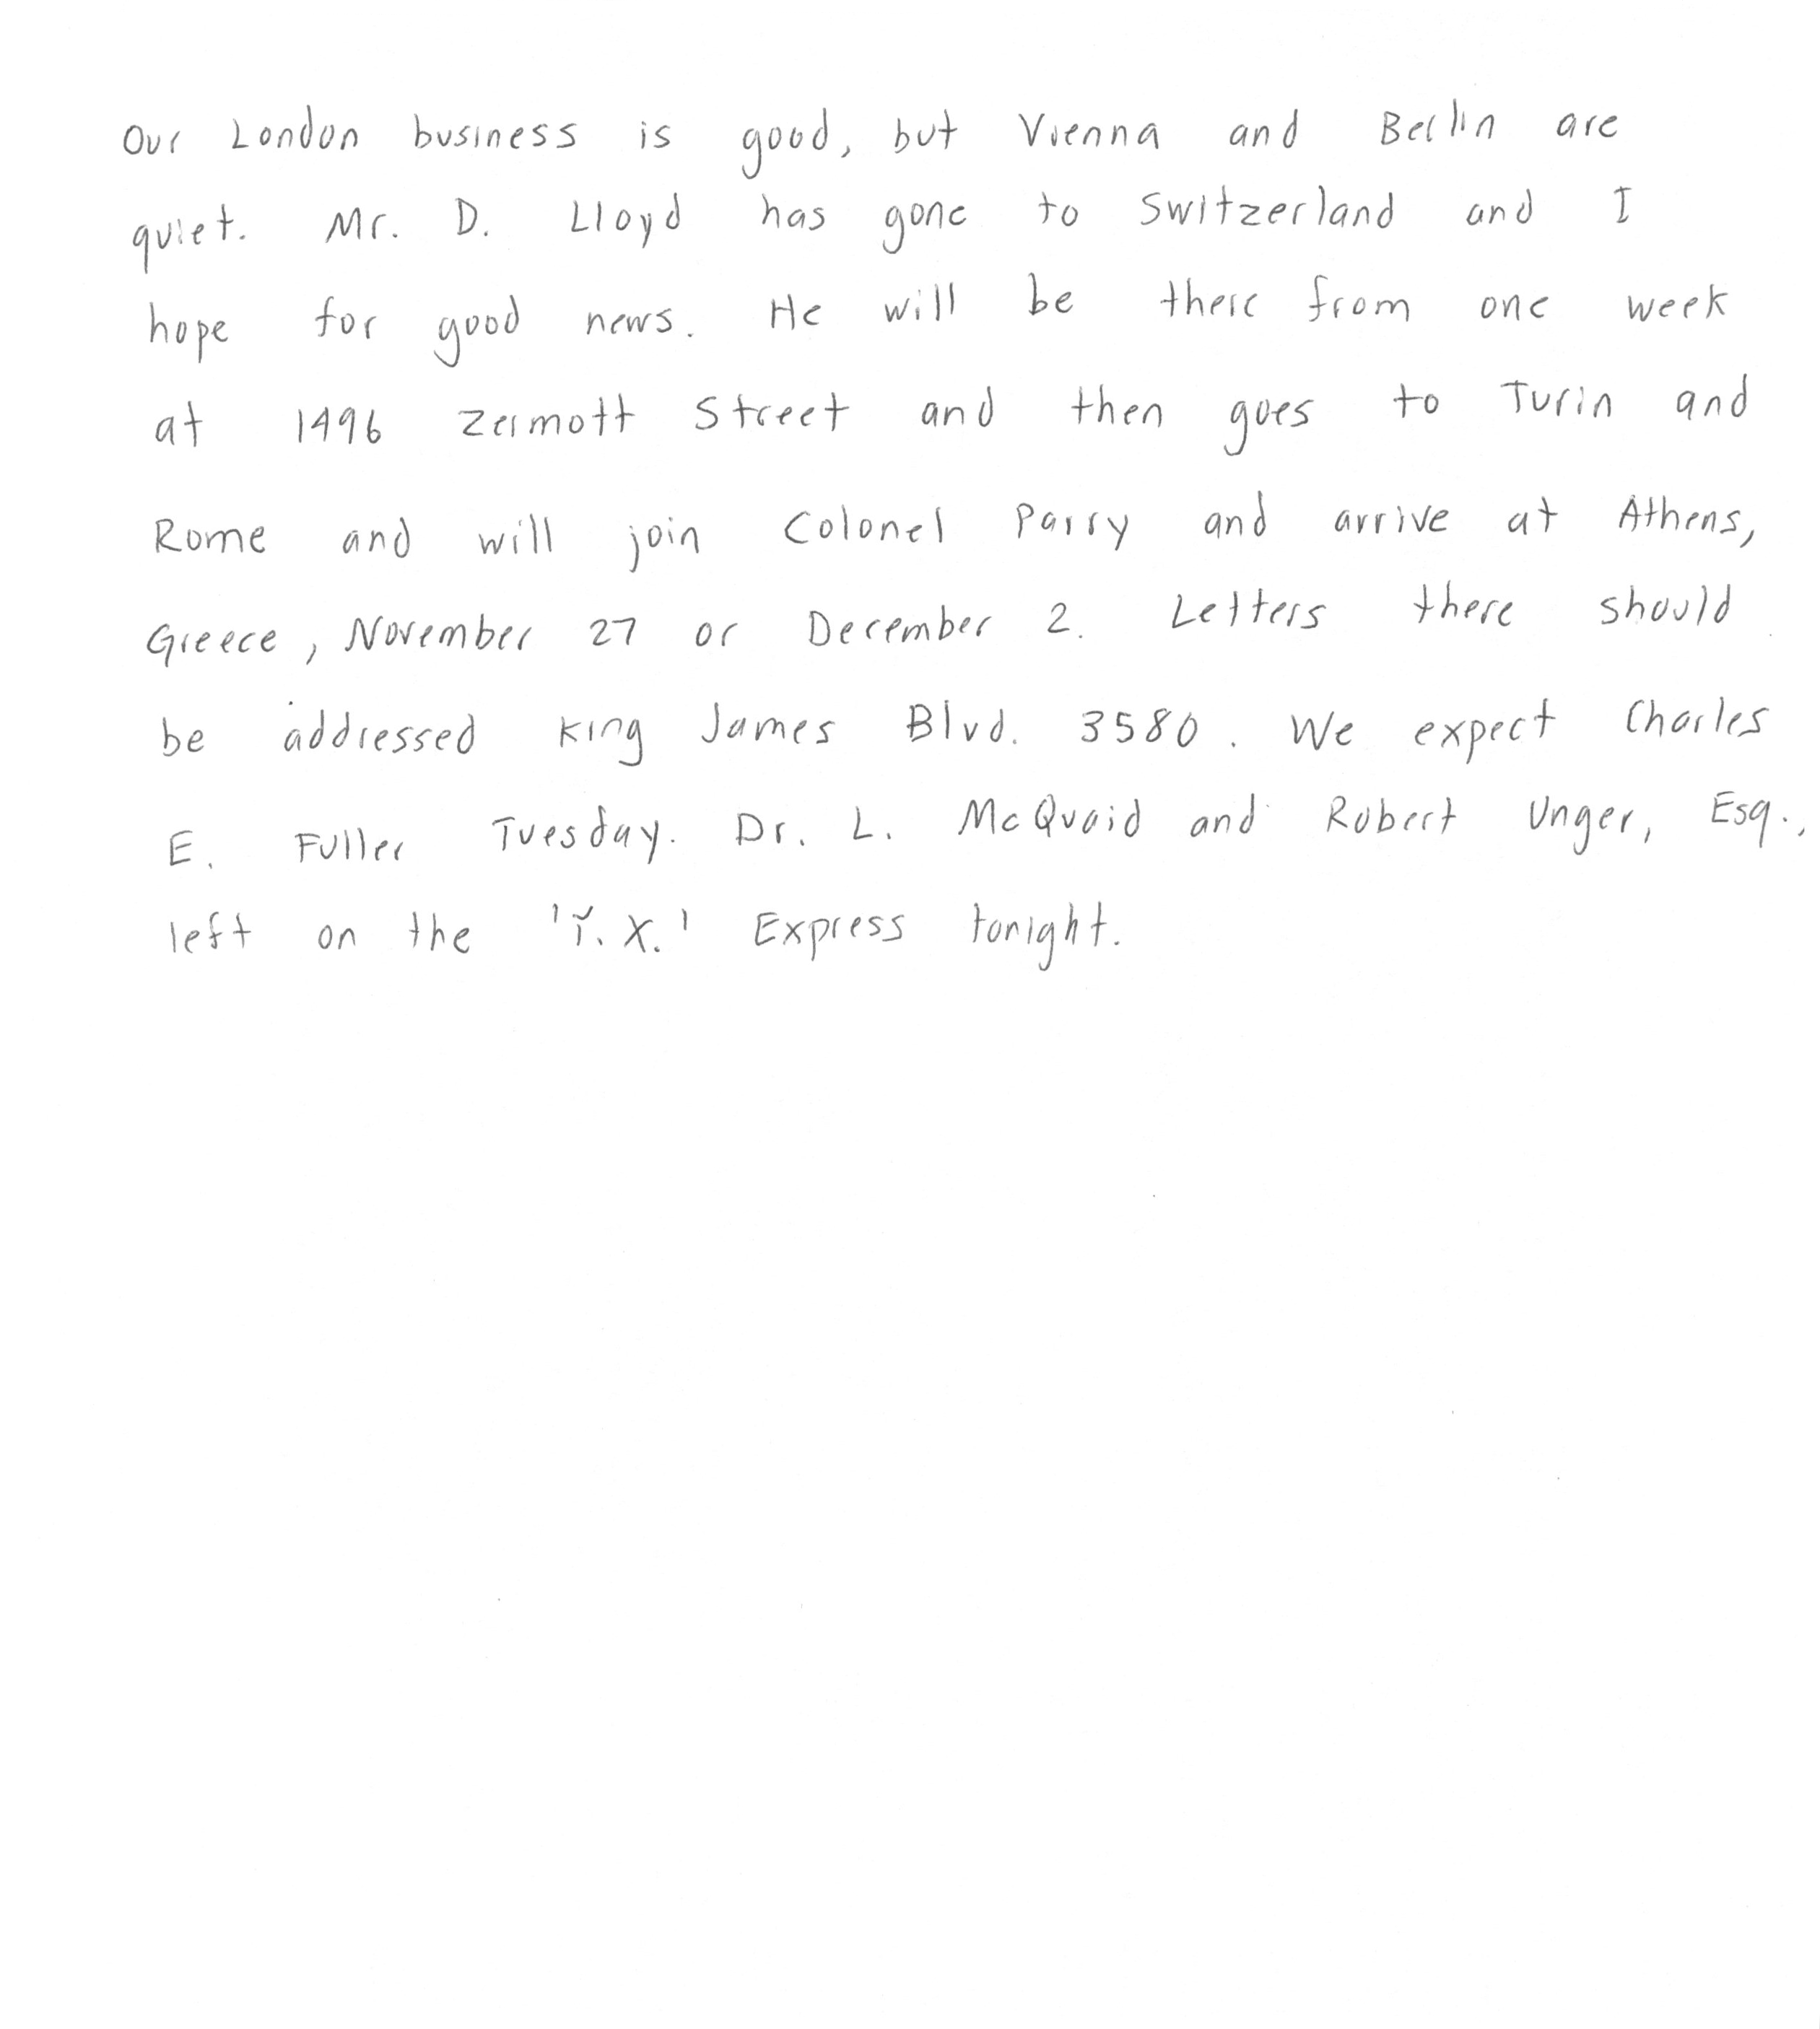 Our London business is good, but Vienna and Berlin are
quiet. Mr. D. Lloyd has gone to Switzerland and I
hope for good news. He will be there from one week
at 1496 Zermott Street and then goes to Turin and
Rome and will join Colonel Parry and arrive at Athens,
Greece, November 27 or December 2. Letters there should
be addressed King James Blvd. 3580. We expect Charles
E. Fuller Tuesday. Dr. L. McQuaid and Robert Unger, Esq.,
left on the 'Y.X.' Express tonight.